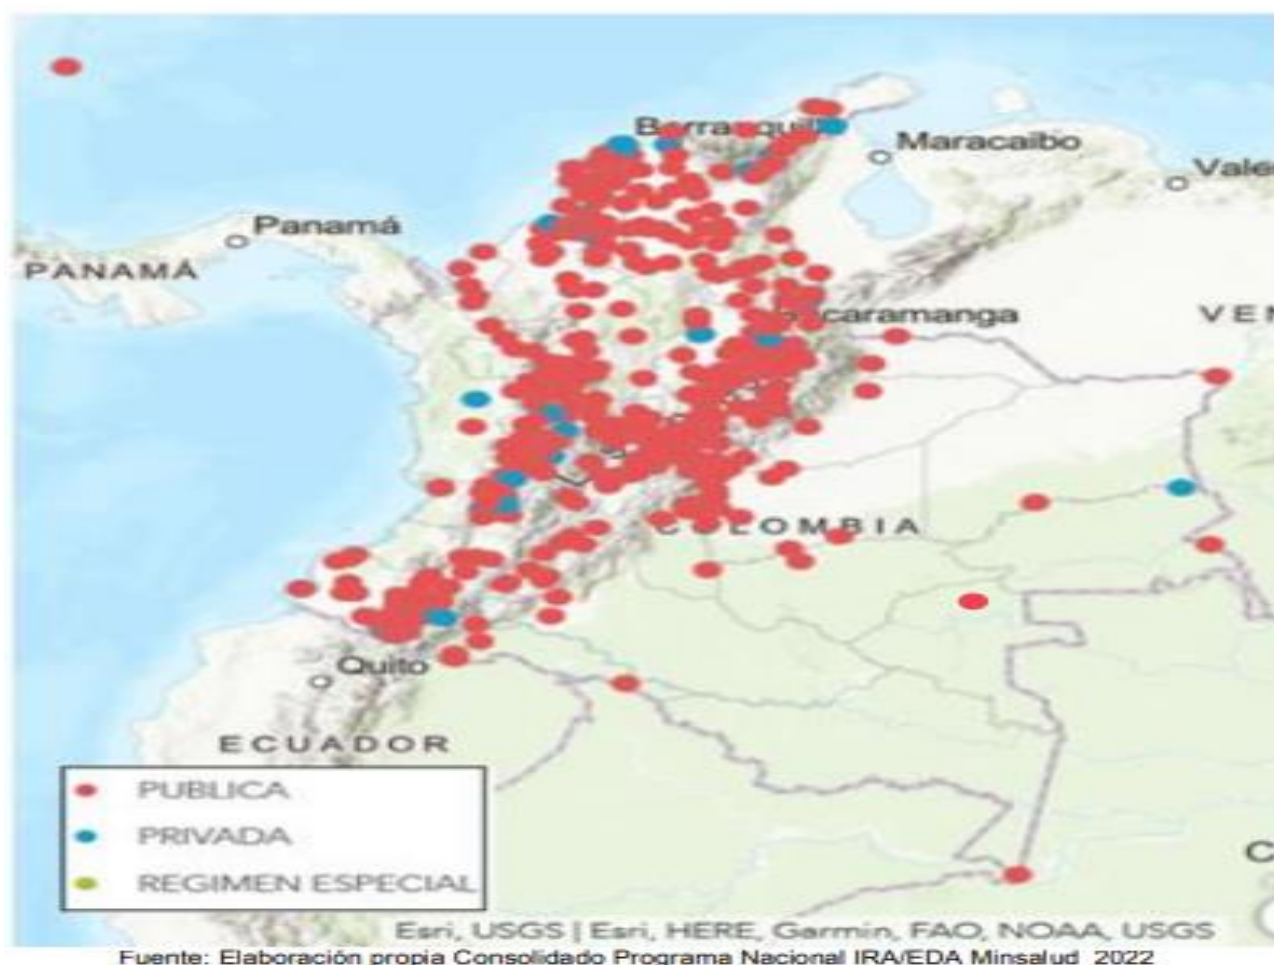 Barranquil
Maracaibo
Vale
Panamá
PANAMÁ
caramanga
VEN
COLOMBIA
Quito
ECUADOR
PUBLICA
PRIVADA
REGIMEN ESPECIAL
C
Esri, USGS | Esri, HERE, Garmin, FAO, NOAA, USGS
Fuente: Elaboración propia Consolidado Programa Nacional IRA/EDA Minsalud 2022